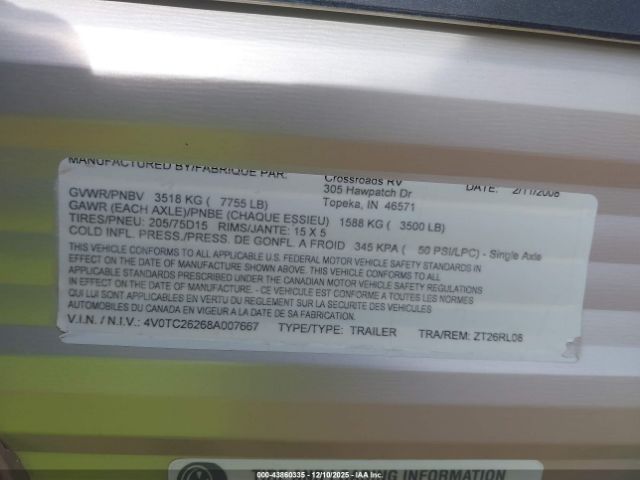 MANUFACTURED BY/FABRIQUE PAR. Crossroads RV DATE: 2/11/2008
305 Hawpatch Dr
Topeka, IN 46571
GVWR/PNBV 3518 KG ( 7755 LB)
GAWR (EACH AXLE)/PNBE (CHAQUE ESSIEU) 1588 KG ( 3500 LB)
TIRES/PNEU: 205/75D15 RIMS/JANTE: 15 X 5
COLD INFL. PRESS./PRESS. DE GONFL. A FROID 345 KPA ( 50 PSI/LPC) - Single Axle
THIS VEHICLE CONFORMS TO ALL APPLICABLE U.S. FEDERAL MOTOR VEHICLE SAFETY STANDARDS IN
EFFECT ON THE DATE OF MANUFACTURE SHOWN ABOVE. / THIS VEHICLE CONFORMS TO ALL
APPLICABLE STANDARDS PRESCRIBED UNDER THE CANADIAN MOTOR VEHICLE SAFETY REGULATIONS
IN EFFECT ON THE DATE OF MANUFACTURE - CE VEHICULE EST CONFORME A TOUTES LES NORMES
QUI LUI SONT APPLICABLES EN VERTU DU REGLEMENT SUR LA SECURITE DES VEHICULES
AUTOMOBILES DU CANADA EN VIGUEUR A LA DATE DE SA FABRICATION.
V.I.N. / N.I.V.: 4V0TC26268A007667 TYPE/TYPE: TRAILER TRA/REM: ZT26RL08
INFORMATION
000-43860335 - 12/10/2025 - IAA Inc.